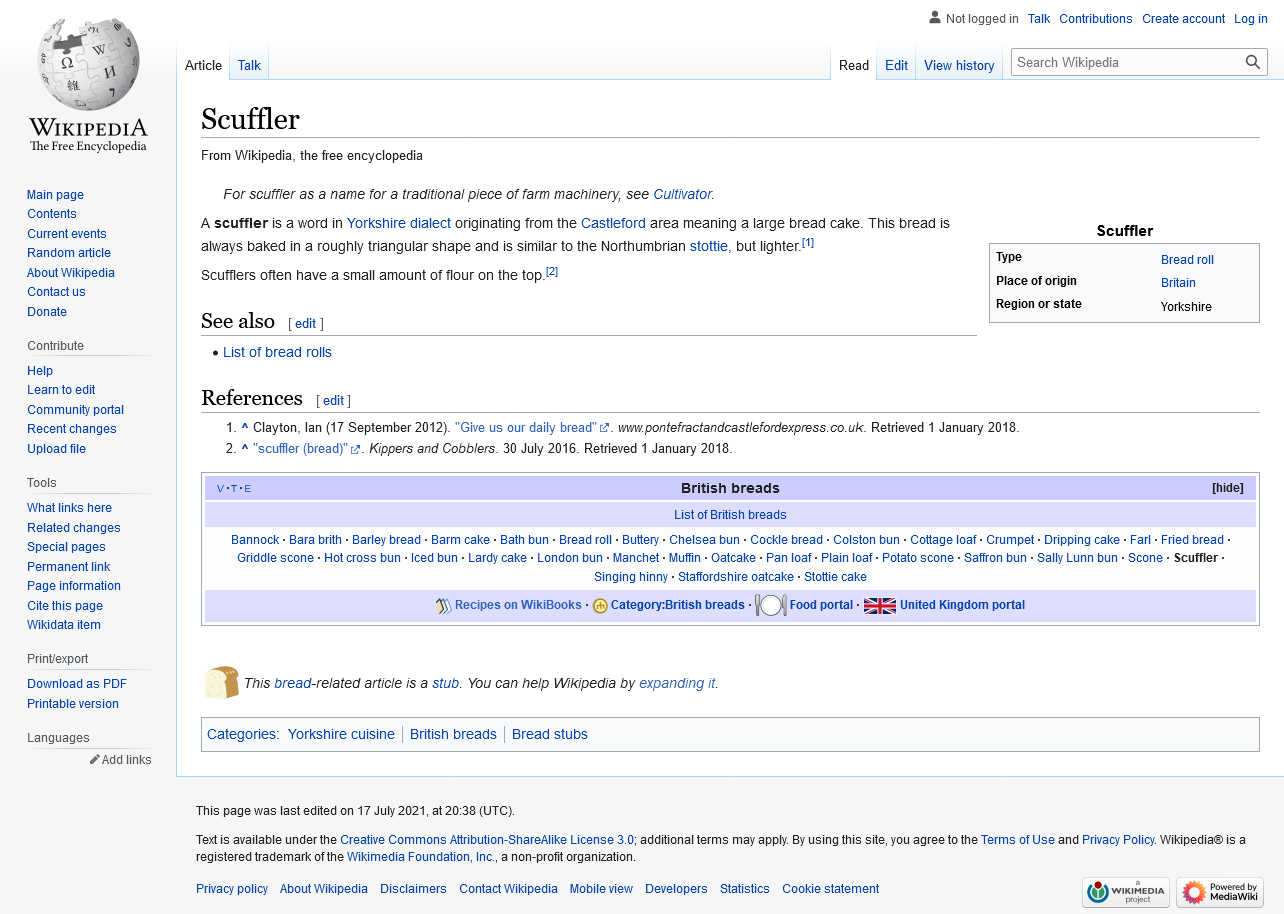 Not logged in Talk Contributions Create account Log in
Article Talk Read Edit View history Search Wikipedia
WIKIPEDIA
The Free Encyclopedia
Main page
Contents
Current events
Random article
About Wikipedia
Contact us
Donate
Contribute
Help
Learn to edit
Community portal
Recent changes
Upload file
Tools
What links here
Related changes
Special pages
Permanent link
Page information
Cite this page
Wikidata item
Print/export
Download as PDF
Printable version
Languages
Add links
Scuffler
From Wikipedia, the free encyclopedia
For scuffler as a name for a traditional piece of farm machinery, see Cultivator.
A scuffler is a word in Yorkshire dialect originating from the Castleford area meaning a large bread cake. This bread is
always baked in a roughly triangular shape and is similar to the Northumbrian stottie, but lighter.[1]
Scufflers often have a small amount of flour on the top.[2]
Scuffler
Type Bread roll
Place of origin Britain
Region or state Yorkshire
See also [ edit ]
• List of bread rolls
References [ edit ]
1. ^ Clayton, Ian (17 September 2012). "Give us our daily bread". www.pontefractandcastlefordexpress.co.uk. Retrieved 1 January 2018.
2. ^ "scuffler (bread)". Kippers and Cobblers. 30 July 2016. Retrieved 1 January 2018.
V · T · E British breads [hide]
List of British breads
Bannock · Bara brith · Barley bread · Barm cake · Bath bun · Bread roll · Buttery · Chelsea bun · Cockle bread · Colston bun · Cottage loaf · Crumpet · Dripping cake · Farl · Fried bread ·
Griddle scone · Hot cross bun · Iced bun · Lardy cake · London bun · Manchet · Muffin · Oatcake · Pan loaf · Plain loaf · Potato scone · Saffron bun · Sally Lunn bun · Scone · Scuffler ·
Singing hinny · Staffordshire oatcake · Stottie cake
Recipes on WikiBooks · Category:British breads · Food portal · United Kingdom portal
This bread-related article is a stub. You can help Wikipedia by expanding it.
Categories: Yorkshire cuisine | British breads | Bread stubs
This page was last edited on 17 July 2021, at 20:38 (UTC).
Text is available under the Creative Commons Attribution-ShareAlike License 3.0; additional terms may apply. By using this site, you agree to the Terms of Use and Privacy Policy. Wikipedia® is a
registered trademark of the Wikimedia Foundation, Inc., a non-profit organization.
Privacy policy About Wikipedia Disclaimers Contact Wikipedia Mobile view Developers Statistics Cookie statement
a WIKIMEDIA project
Powered by MediaWiki